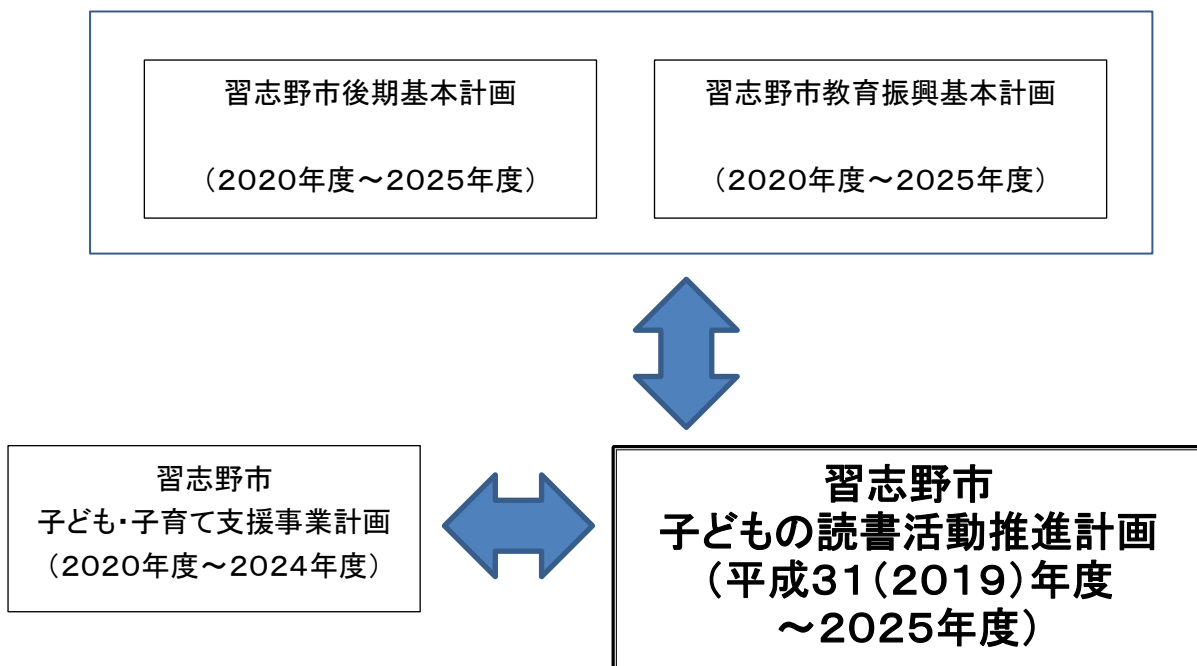 習志野市後期基本計画
（2020年度～2025年度）
習志野市教育振興基本計画
（2020年度～2025年度）
習志野市
子ども・子育て支援事業計画
（2020年度～2024年度）
習志野市
子どもの読書活動推進計画
（平成31（2019）年度
～2025年度）